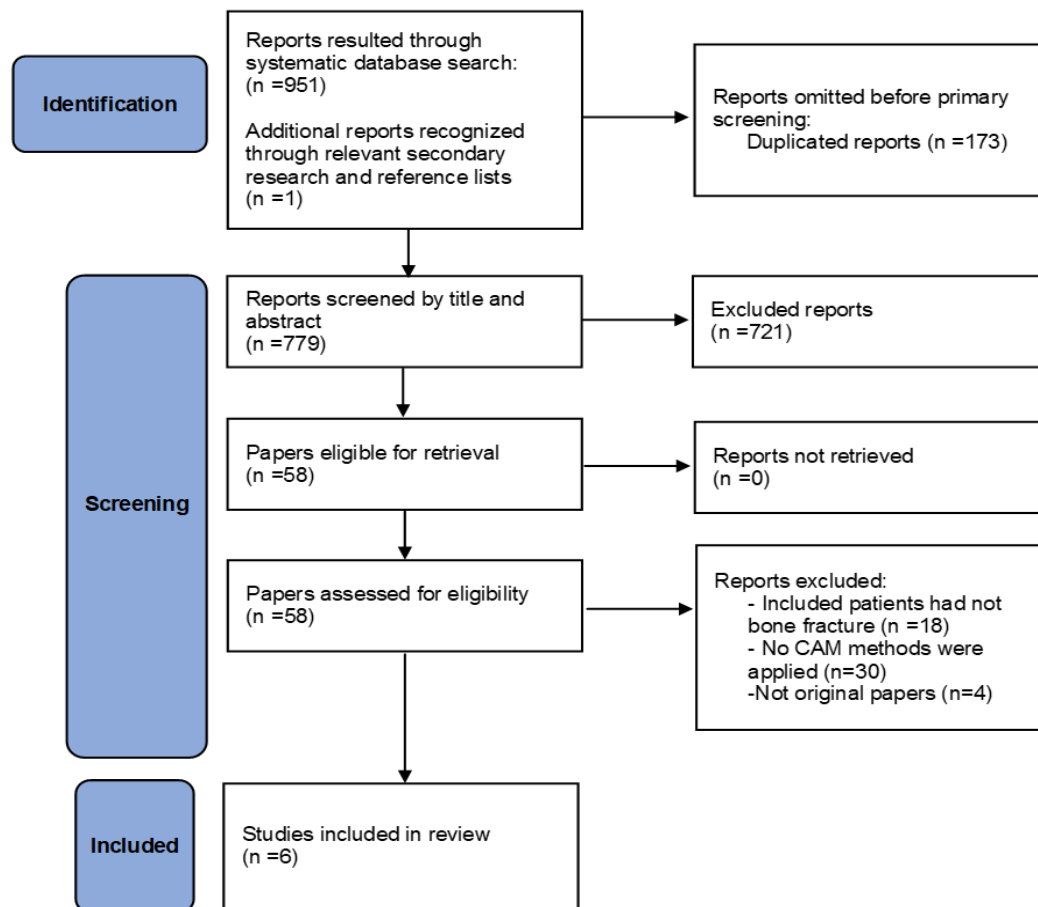 Identification
Reports resulted through
systematic database search:
(n =951)
Additional reports recognized
through relevant secondary
research and reference lists
(n =1)
Reports omitted before primary
screening:
Duplicated reports (n =173)
Screening
Reports screened by title and
abstract
(n =779)
Excluded reports
(n =721)
Papers eligible for retrieval
(n =58)
Reports not retrieved
(n =0)
Papers assessed for eligibility
(n =58)
Reports excluded:
- Included patients had not
bone fracture (n =18)
- No CAM methods were
applied (n=30)
-Not original papers (n=4)
Included
Studies included in review
(n =6)